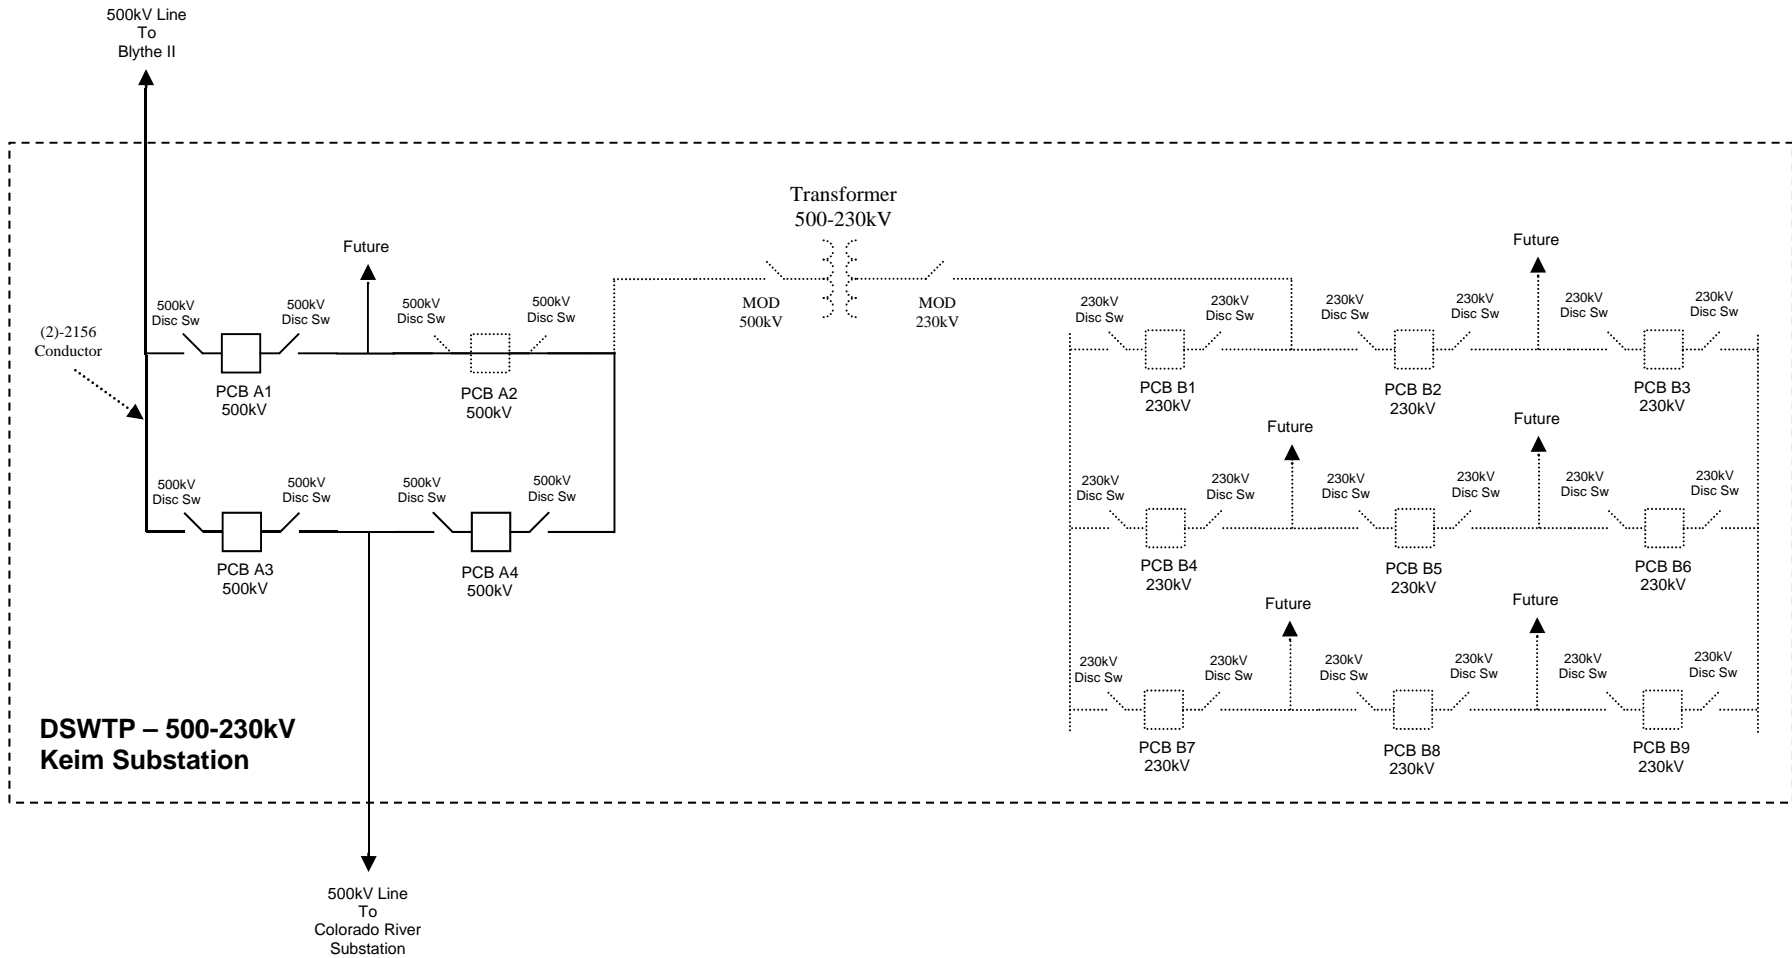 500kV Line
To
Blythe II
Transformer
500-230kV
Future
Future
500kV
Disc Sw
500kV
Disc Sw
500kV
Disc Sw
500kV
Disc Sw
MOD
500kV
MOD
230kV
230kV
Disc Sw
230kV
Disc Sw
230kV
Disc Sw
230kV
Disc Sw
230kV
Disc Sw
230kV
Disc Sw
(2)-2156
Conductor
PCB A1
500kV
PCB A2
500kV
PCB B1
230kV
PCB B2
230kV
PCB B3
230kV
Future
Future
500kV
Disc Sw
500kV
Disc Sw
500kV
Disc Sw
500kV
Disc Sw
230kV
Disc Sw
230kV
Disc Sw
230kV
Disc Sw
230kV
Disc Sw
230kV
Disc Sw
230kV
Disc Sw
PCB A3
500kV
PCB A4
500kV
PCB B4
230kV
PCB B5
230kV
PCB B6
230kV
Future
Future
230kV
Disc Sw
230kV
Disc Sw
230kV
Disc Sw
230kV
Disc Sw
230kV
Disc Sw
230kV
Disc Sw
PCB B7
230kV
PCB B8
230kV
PCB B9
230kV
DSWTP – 500-230kV
Keim Substation
500kV Line
To
Colorado River
Substation